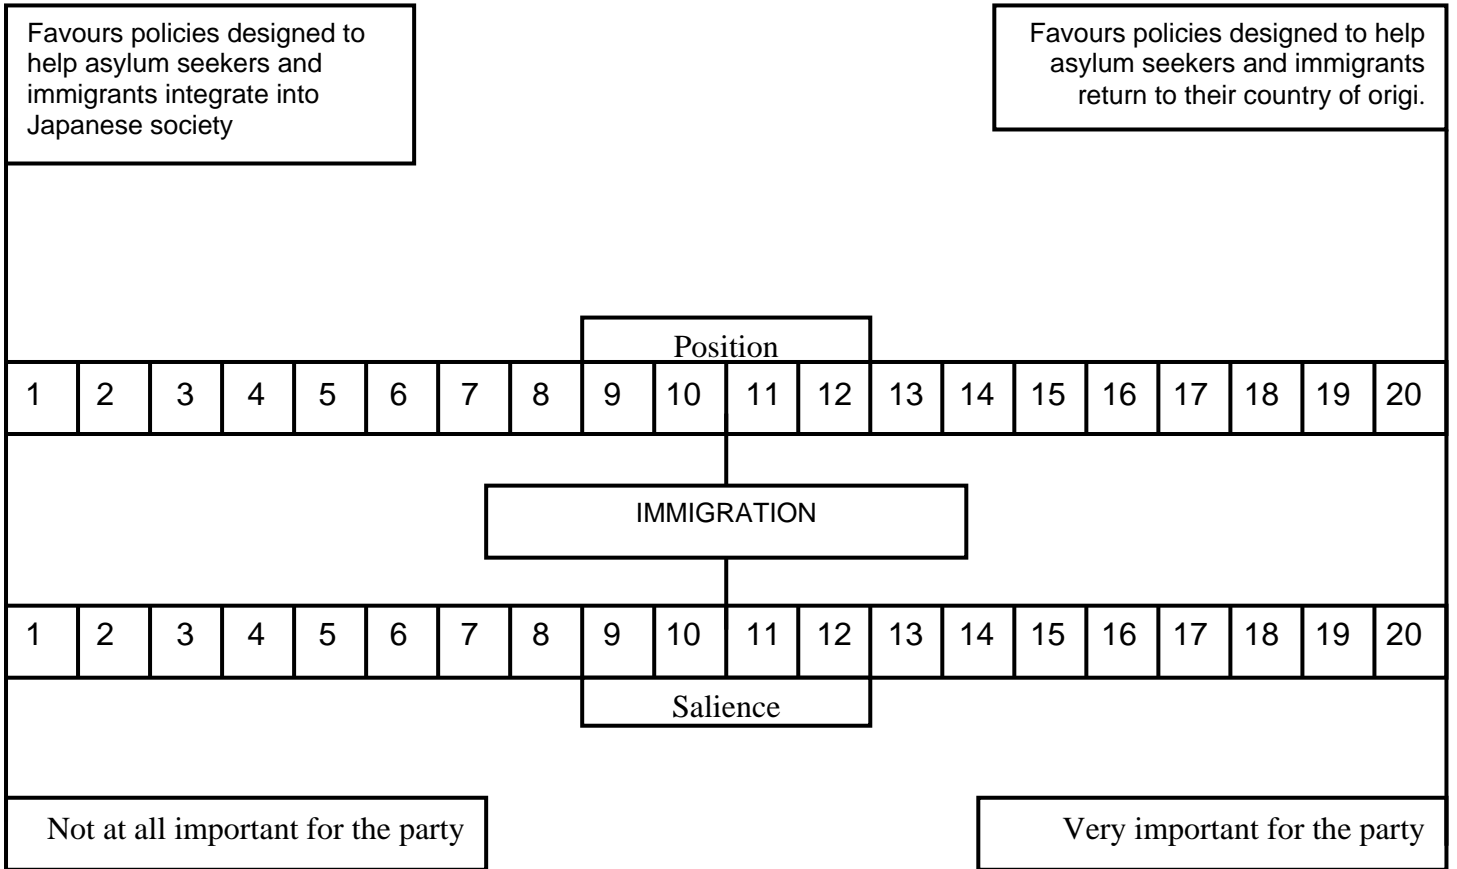 Favours policies designed to
help asylum seekers and
immigrants integrate into
Japanese society
Favours policies designed to help
asylum seekers and immigrants
return to their country of origi.
Position
1 2 3 4 5 6 7 8 9 10 11 12 13 14 15 16 17 18 19 20
IMMIGRATION
1 2 3 4 5 6 7 8 9 10 11 12 13 14 15 16 17 18 19 20
Salience
Not at all important for the party
Very important for the party